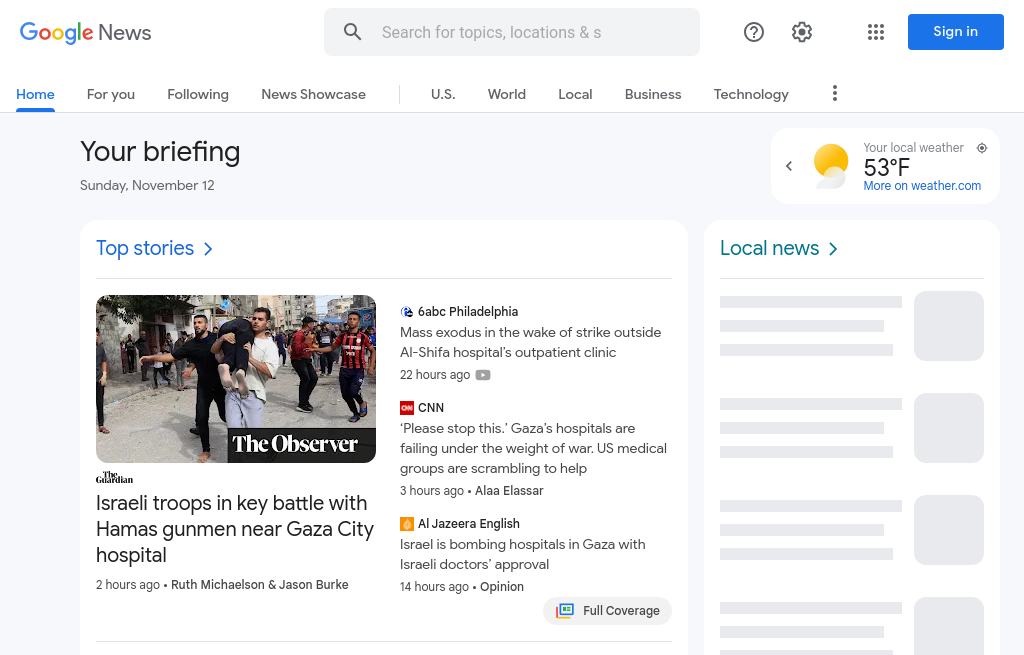 Google News
Search for topics, locations & s
Sign in
Home
For you
Following
News Showcase
U.S.
World
Local
Business
Technology
Your briefing
Sunday, November 12
Your local weather
53°F
More on weather.com
Top stories
The Observer
The Guardian
Israeli troops in key battle with
Hamas gunmen near Gaza City
hospital
2 hours ago • Ruth Michaelson & Jason Burke
6abc Philadelphia
Mass exodus in the wake of strike outside
Al-Shifa hospital's outpatient clinic
22 hours ago
CNN
CNN
‘Please stop this.’ Gaza’s hospitals are
failing under the weight of war. US medical
groups are scrambling to help
3 hours ago • Alaa Elassar
Al Jazeera English
Israel is bombing hospitals in Gaza with
Israeli doctors’ approval
14 hours ago • Opinion
Full Coverage
Local news